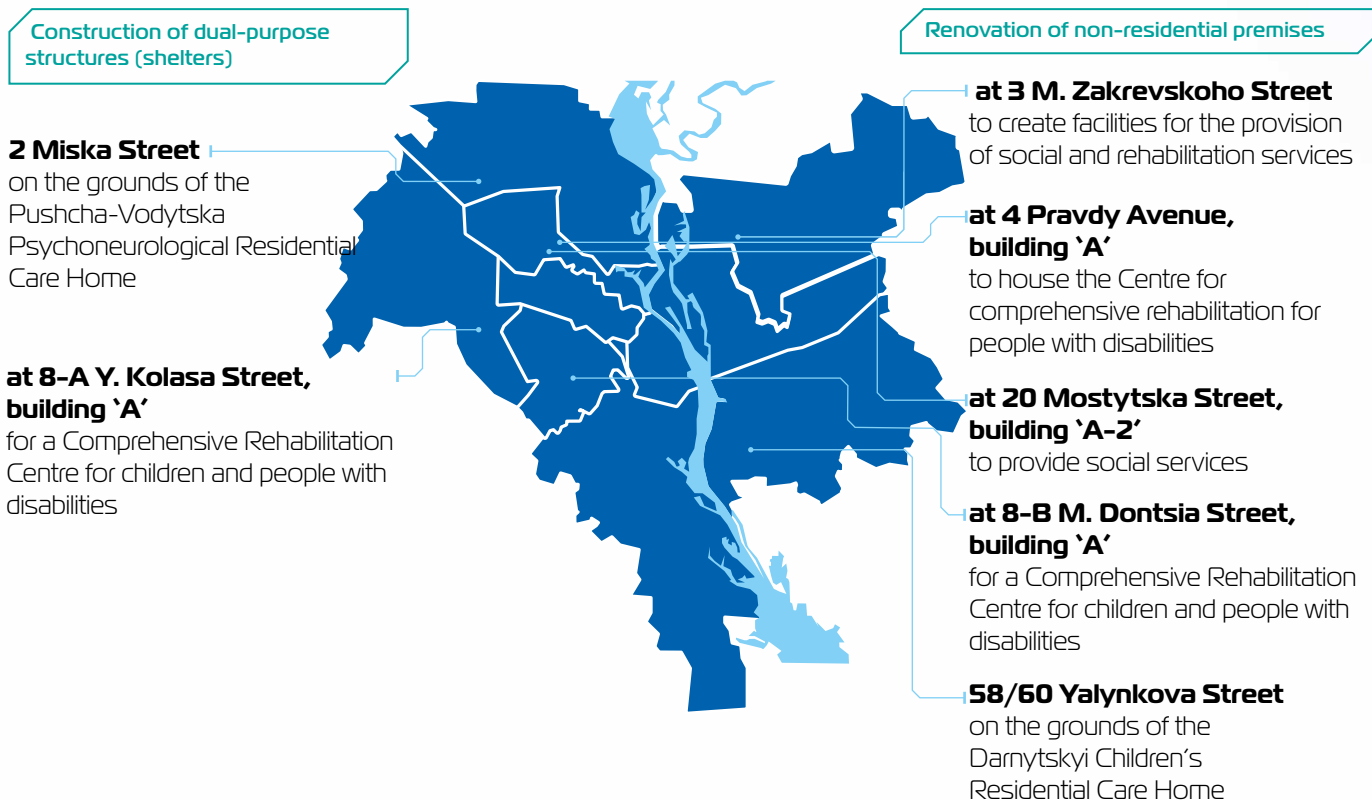 Construction of dual-purpose
structures (shelters)
2 Miska Street
on the grounds of the
Pushcha-Vodytska
Psychoneurological Residential
Care Home
at 8-A Y. Kolasa Street,
building ‘A’
for a Comprehensive Rehabilitation
Centre for children and people with
disabilities
Renovation of non-residential premises
at 3 M. Zakrevskoho Street
to create facilities for the provision
of social and rehabilitation services
at 4 Pravdy Avenue,
building ‘A’
to house the Centre for
comprehensive rehabilitation for
people with disabilities
at 20 Mostytska Street,
building ‘A-2’
to provide social services
at 8-B M. Dontsia Street,
building ‘A’
for a Comprehensive Rehabilitation
Centre for children and people with
disabilities
58/60 Yalynkova Street
on the grounds of the
Darnytskyi Children’s
Residential Care Home